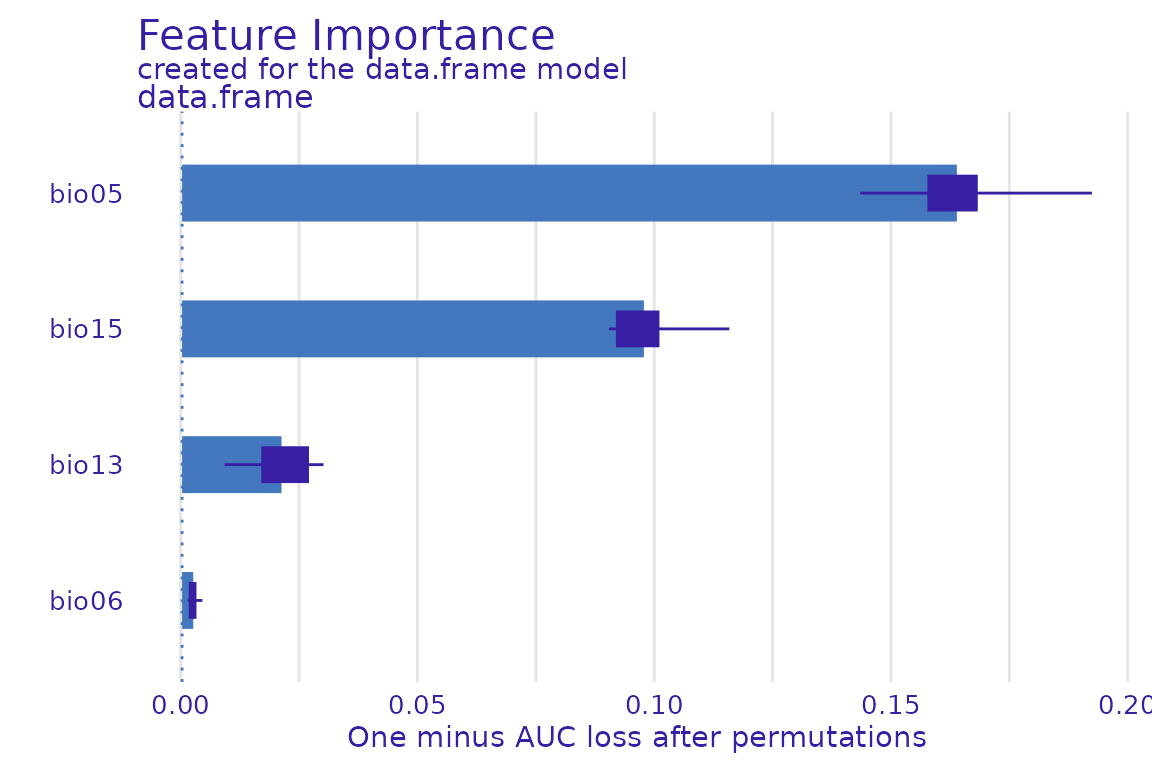 Feature Importance
created for the data.frame model
data.frame
bio05
bio15
bio13
bio06
0.00 0.05 0.10 0.15 0.20
One minus AUC loss after permutations